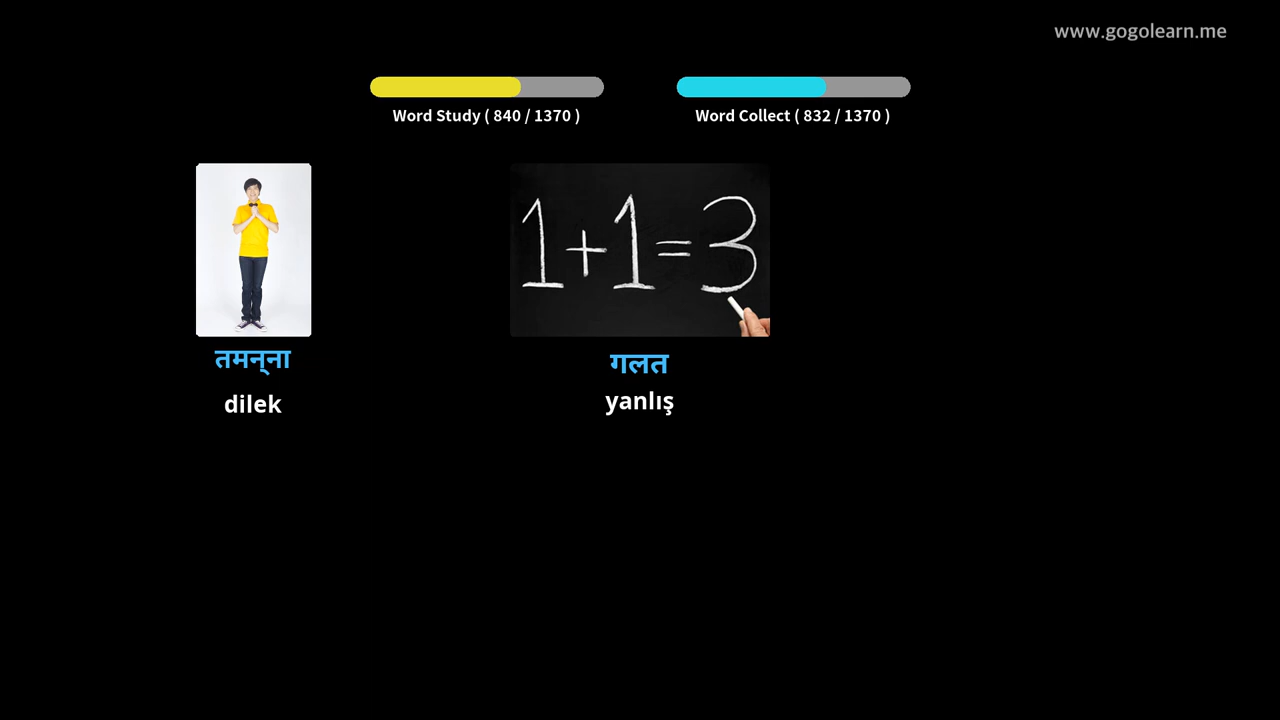 www.gogolearn.me
Word Study ( 840 / 1370 )
Word Collect ( 832 / 1370 )
1+1=3
तमन्‌ना
dilek
गलत
yanlış